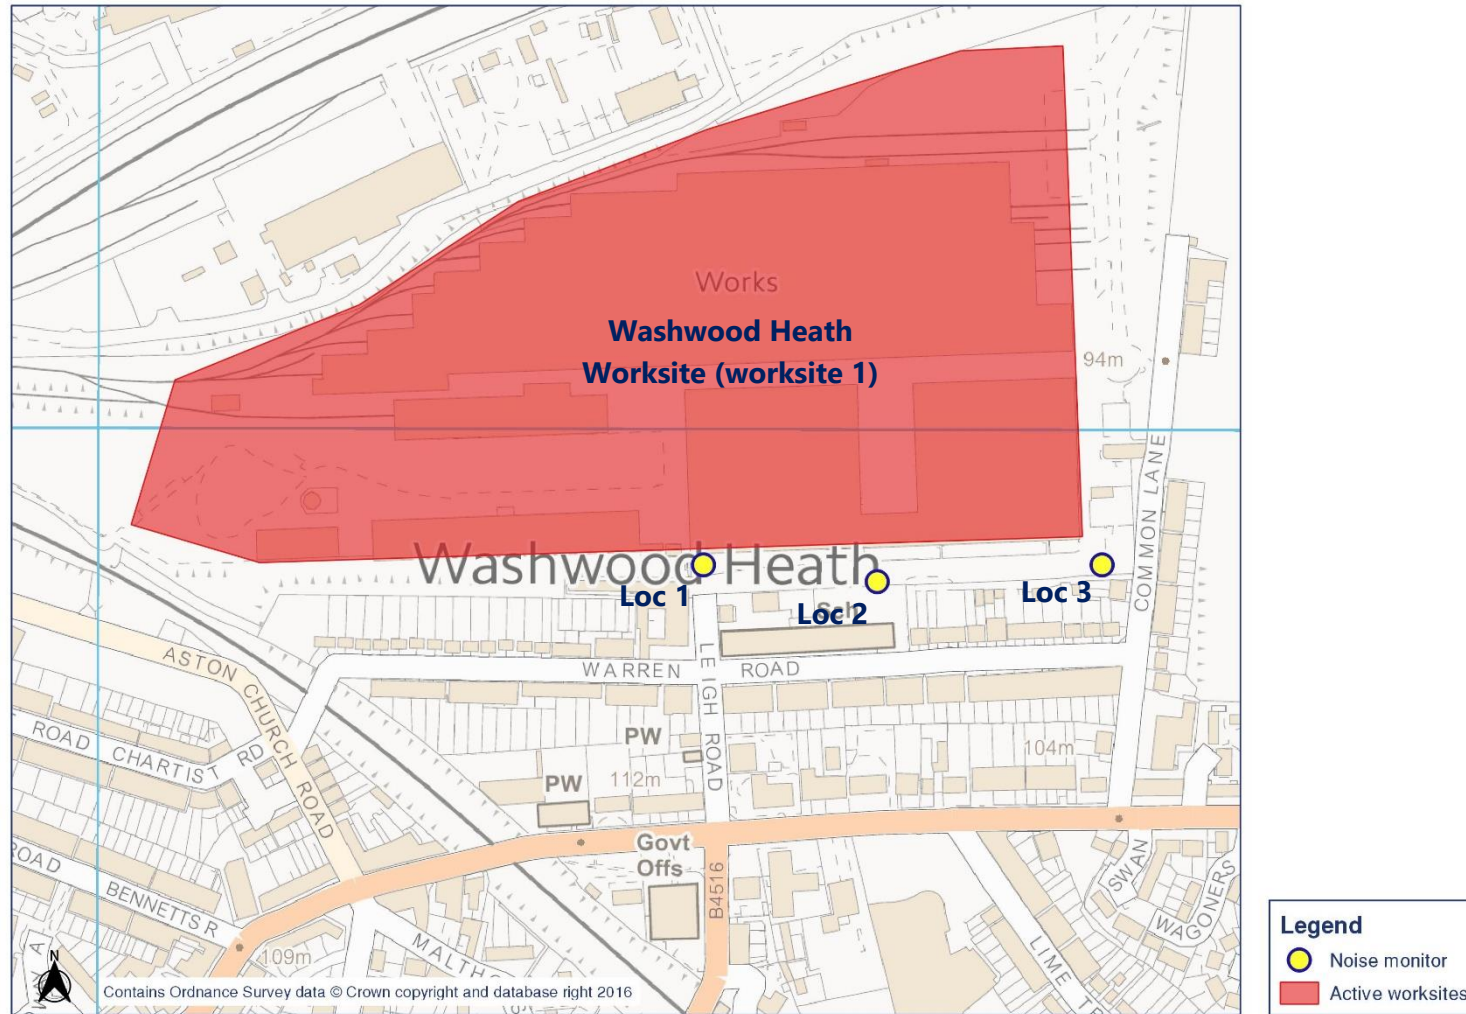 Works
Washwood Heath
Worksite (worksite 1)
94m
COMMON LANE
Washwood Heath
Loc 1
Loc 2
Sch
Loc 3
WARREN ROAD
LEIGH ROAD
ASTON CHURCH ROAD
ROAD
CHARTIST RD
PW
PW
112m
104m
Govt
Offs
B4516
BENNETTS R
109m
MALTH
LIME
SWAN
WAGONERS
N
Contains Ordnance Survey data © Crown copyright and database right 2016
Legend
Noise monitor
Active worksites